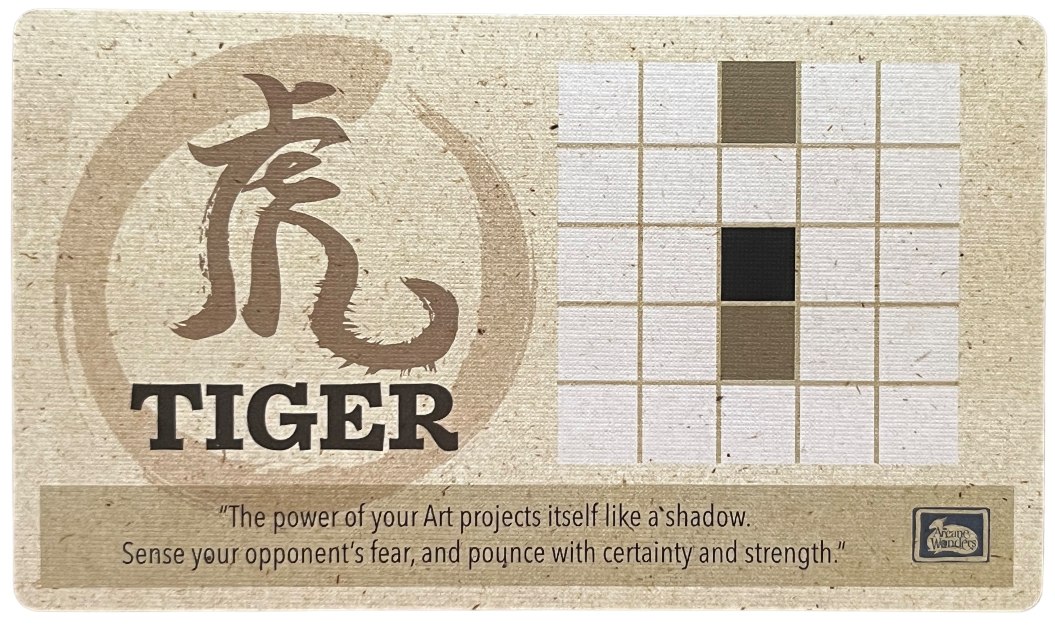 虎
TIGER
“The power of your Art projects itself like a shadow.
Sense your opponent’s fear, and pounce with certainty and strength.”
Arcane
Wonders